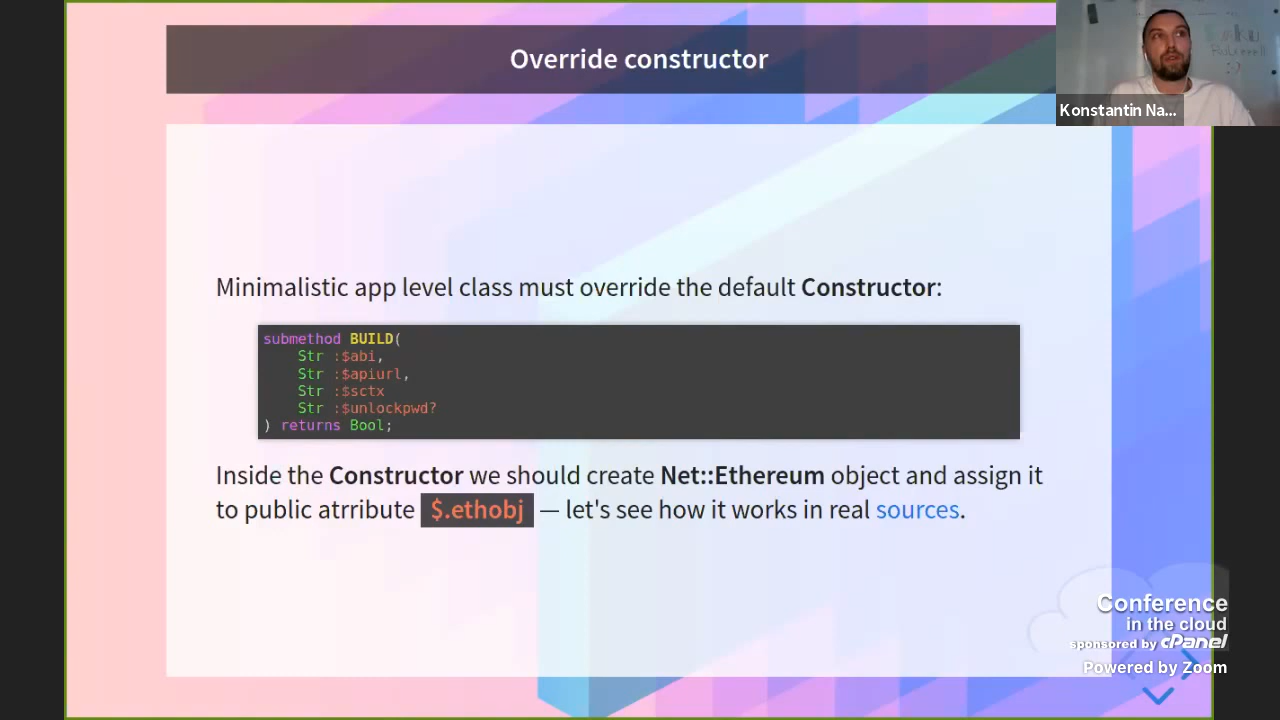 Override constructor
Konstantin Na...
Minimalistic app level class must override the default Constructor:
submethod BUILD(
    Str :$abi,
    Str :$apiurl,
    Str :$sctx
    Str :$unlockpwd?
) returns Bool;
Inside the Constructor we should create Net::Ethereum object and assign it
to public atrribute $.ethobj — let's see how it works in real sources.
Conference
in the cloud
sponsored by cPanel
Powered by Zoom